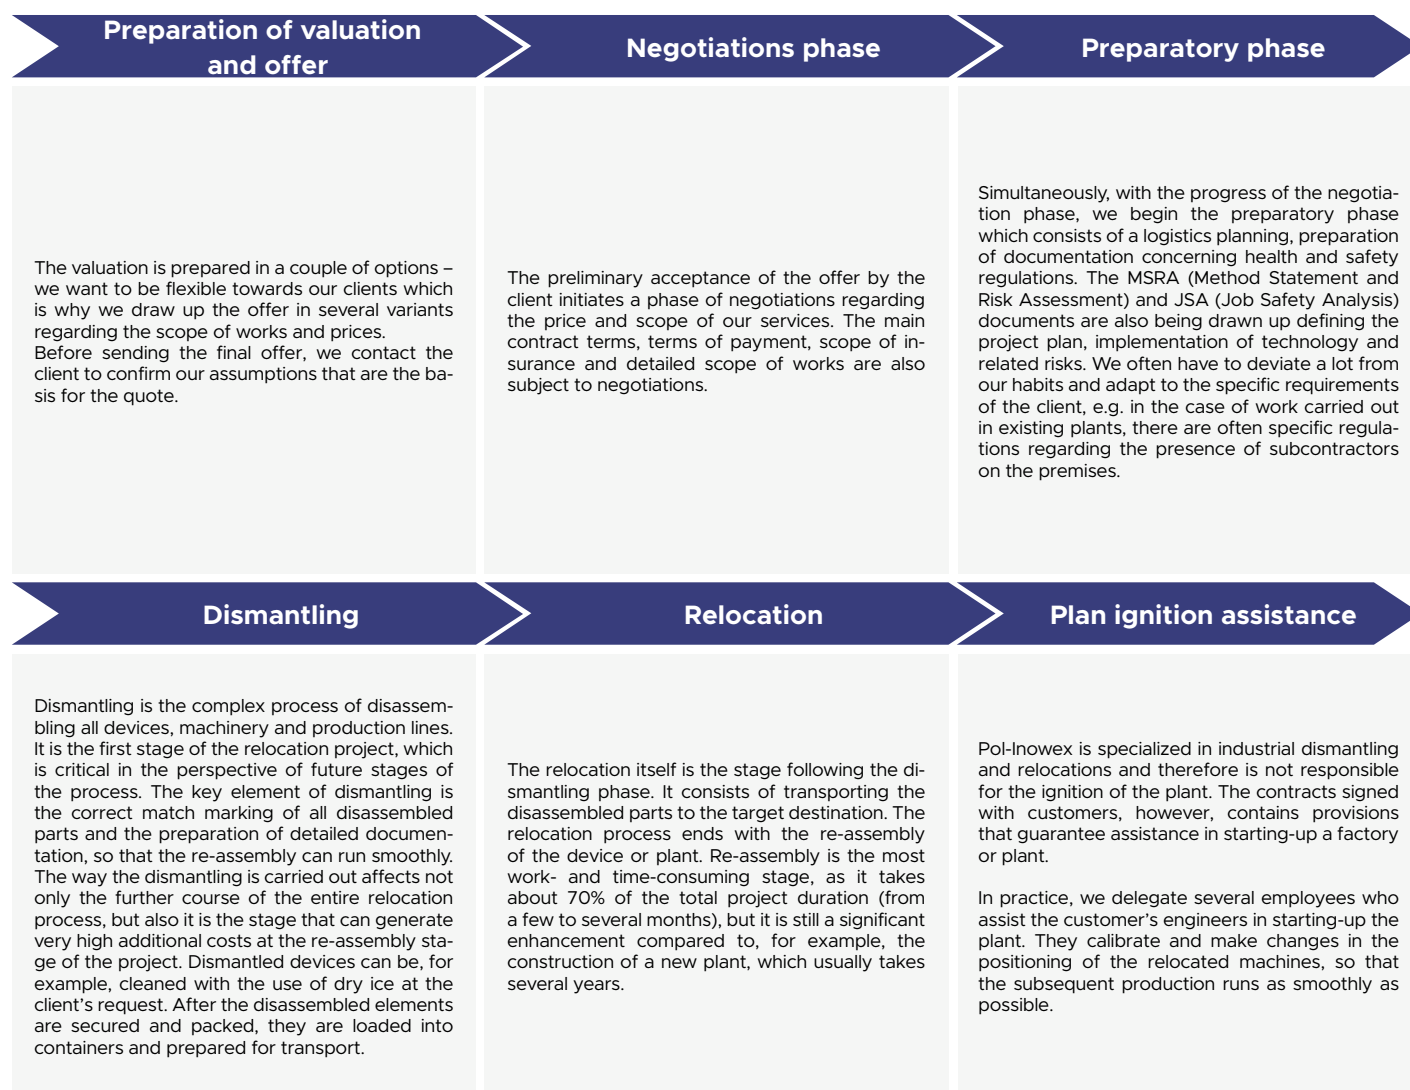 Preparation of valuation
and offer
The valuation is prepared in a couple of options –
we want to be flexible towards our clients which
is why we draw up the offer in several variants
regarding the scope of works and prices.
Before sending the final offer, we contact the
client to confirm our assumptions that are the ba-
sis for the quote.
Negotiations phase
The preliminary acceptance of the offer by the
client initiates a phase of negotiations regarding
the price and scope of our services. The main
contract terms, terms of payment, scope of in-
surance and detailed scope of works are also
subject to negotiations.
Preparatory phase
Simultaneously, with the progress of the negotia-
tion phase, we begin the preparatory phase
which consists of a logistics planning, preparation
of documentation concerning health and safety
regulations. The MSRA (Method Statement and
Risk Assessment) and JSA (Job Safety Analysis)
documents are also being drawn up defining the
project plan, implementation of technology and
related risks. We often have to deviate a lot from
our habits and adapt to the specific requirements
of the client, e.g. in the case of work carried out
in existing plants, there are often specific regula-
tions regarding the presence of subcontractors
on the premises.
Dismantling
Dismantling is the complex process of disassem-
bling all devices, machinery and production lines.
It is the first stage of the relocation project, which
is critical in the perspective of future stages of
the process. The key element of dismantling is
the correct match marking of all disassembled
parts and the preparation of detailed documen-
tation, so that the re-assembly can run smoothly.
The way the dismantling is carried out affects not
only the further course of the entire relocation
process, but also it is the stage that can generate
very high additional costs at the re-assembly sta-
ge of the project. Dismantled devices can be, for
example, cleaned with the use of dry ice at the
client's request. After the disassembled elements
are secured and packed, they are loaded into
containers and prepared for transport.
Relocation
The relocation itself is the stage following the di-
smantling phase. It consists of transporting the
disassembled parts to the target destination. The
relocation process ends with the re-assembly
of the device or plant. Re-assembly is the most
work- and time-consuming stage, as it takes
about 70% of the total project duration (from
a few to several months), but it is still a significant
enhancement compared to, for example, the
construction of a new plant, which usually takes
several years.
Plan ignition assistance
Pol-Inowex is specialized in industrial dismantling
and relocations and therefore is not responsible
for the ignition of the plant. The contracts signed
with customers, however, contains provisions
that guarantee assistance in starting-up a factory
or plant.
In practice, we delegate several employees who
assist the customer's engineers in starting-up the
plant. They calibrate and make changes in the
positioning of the relocated machines, so that
the subsequent production runs as smoothly as
possible.